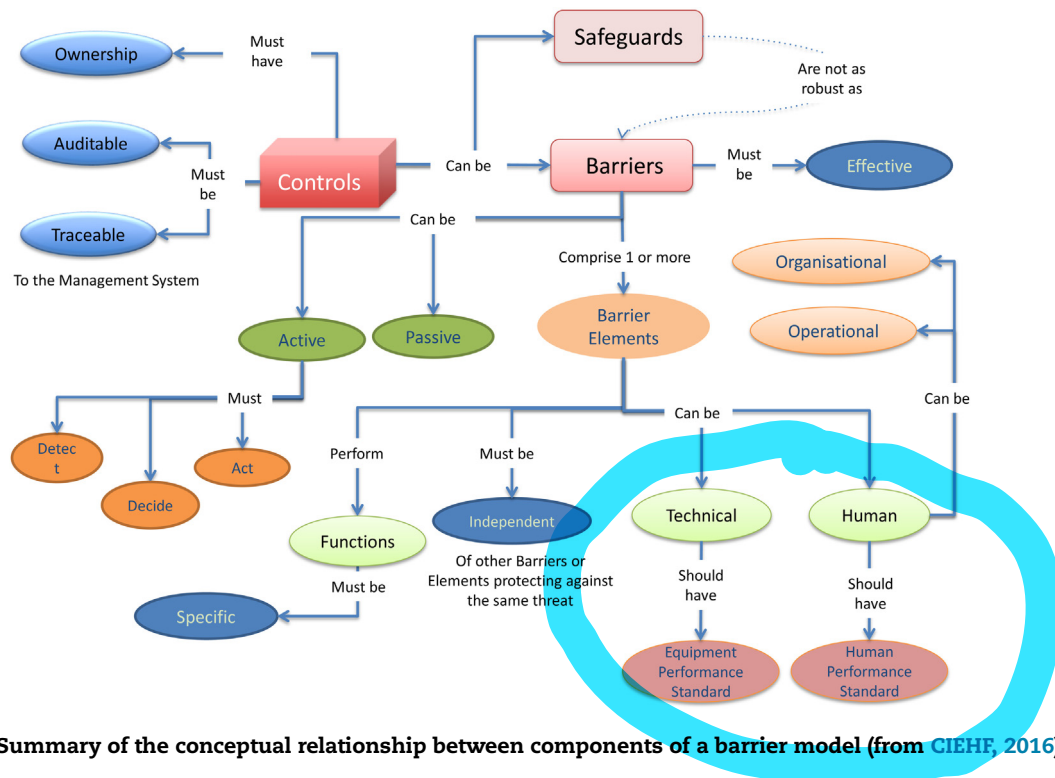 Safeguards
Ownership
Must
have
Are not as
robust as
Auditable
Must
be
Controls
Can be
Barriers
Must
be
Effective
Traceable
To the Management System
Can be
Comprise 1 or more
Organisational
Operational
Active
Passive
Barrier
Elements
Must
Can be
Can be
Detec
t
Decide
Act
Perform
Must be
Functions
Independent
Technical
Human
Of other Barriers or
Elements protecting against
the same threat
Must be
Specific
Should
have
Should
have
Equipment
Performance
Standard
Human
Performance
Standard
Summary of the conceptual relationship between components of a barrier model (from CIEHF, 2016)